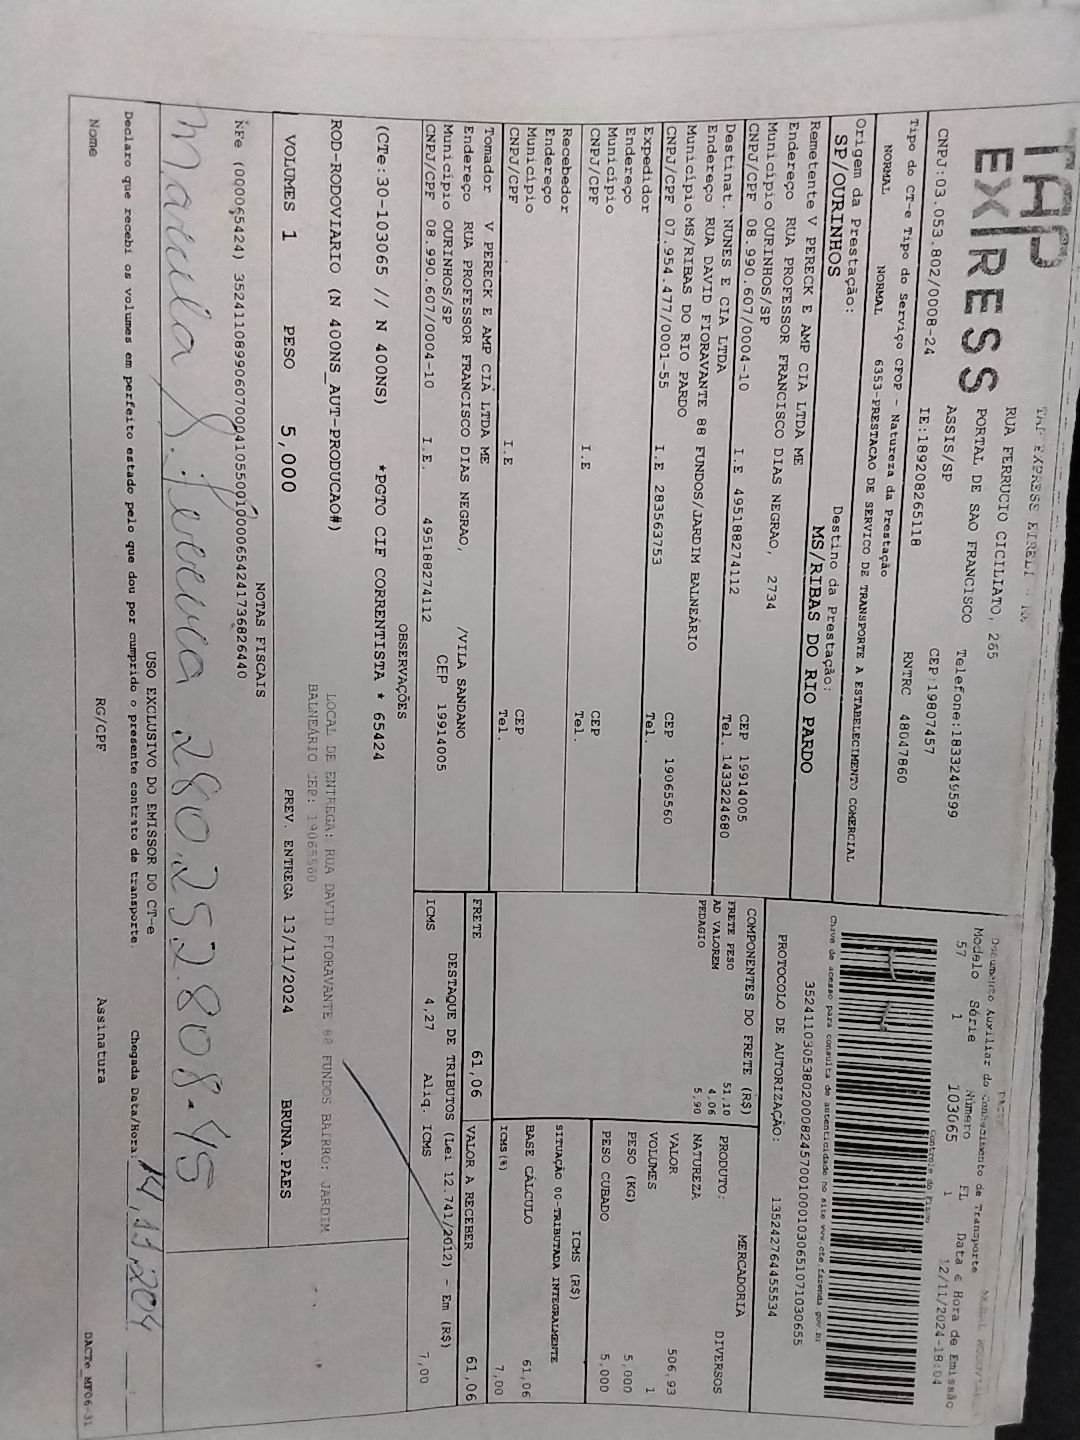 TAP EXPRESS
TAP EXPRESS EIRELI
RUA FERRUCIO CICILIATO, 265
PORTAL DE SAO FRANCISCO Telefone:1833249599
ASSIS/SP CEP:19807457
CNPJ:03.053.802/0008-24 IE:189208265118 RNTRC 48047860
Tipo do CT-e Tipo do Serviço CFOP - Natureza da Prestação
NORMAL NORMAL 6353-PRESTACAO DE SERVICO DE TRANSPORTE A ESTABELECIMENTO COMERCIAL
Origem da Prestação: Destino da Prestação:
SP/OURINHOS MS/RIBAS DO RIO PARDO
DACTE
Documento Auxiliar do Conhecimento de Transporte
Modelo Série Número FL Data e Hora de Emissão
57 1 103065 1 12/11/2024-18:04
Controle do Fisco
Chave de acesso para consulta de autenticidade no site www.cte.fazenda.gov.br
PROTOCOLO DE AUTORIZAÇÃO: 135242764455534
Remetente V PERECK E AMP CIA LTDA ME
Endereço RUA PROFESSOR FRANCISCO DIAS NEGRAO, 2734
Município OURINHOS/SP CEP 19914005
CNPJ/CPF 08.990.607/0004-10 I.E 495188274112 Tel. 1433224680
Destinat. NUNES E CIA LTDA
Endereço RUA DAVID FIORAVANTE 88 FUNDOS/JARDIM BALNEÁRIO
Município MS/RIBAS DO RIO PARDO CEP 19065560
CNPJ/CPF 07.954.477/0001-55 I.E 283563753 Tel.
Expedidor
Endereço
Município CEP
CNPJ/CPF I.E Tel.
Recebedor
Endereço
Município CEP
CNPJ/CPF I.E Tel.
Tomador V PERECK E AMP CIA LTDA ME
Endereço RUA PROFESSOR FRANCISCO DIAS NEGRAO, /VILA SANDANO
Município OURINHOS/SP CEP 19914005
CNPJ/CPF 08.990.607/0004-10 I.E. 495188274112
COMPONENTES DO FRETE (R$)
FRETE PESO 51,10
AD VALOREM 4,06
PEDAGIO 5,90
MERCADORIA
PRODUTO: DIVERSOS
NATUREZA
VALOR 506,93
VOLUMES 1
PESO (KG) 5,000
PESO CUBADO 5,000
ICMS (R$)
SITUAÇÃO 00-TRIBUTADA INTEGRALMENTE
BASE CÁLCULO 61,06
ICMS(%) 7,00
FRETE 61,06 VALOR A RECEBER 61,06
DESTAQUE DE TRIBUTOS (Lei 12.741/2012) - Em (R$)
ICMS 4,27 Aliq. ICMS 7,00
OBSERVAÇÕES
(CTe:30-103065 // N 400NS) *PGTO CIF CORRENTISTA * 65424
ROD-RODOVIARIO (N 400NS_AUT-PRODUCAO#)
LOCAL DE ENTREGA: RUA DAVID FIORAVANTE 88 FUNDOS BAIRRO: JARDIM
BALNEÁRIO CEP: 19065560
VOLUMES 1 PESO 5,000 PREV. ENTREGA 13/11/2024 BRUNA.PAES
NOTAS FISCAIS
NFe (000065424)
280.252.808-45
USO EXCLUSIVO DO EMISSOR DO CT-e
Declaro que recebi os volumes em perfeito estado pelo que dou por cumprido o presente contrato de transporte. Chegada Data/Hora:
Nome RG/CPF Assinatura DACTe_MF06-31